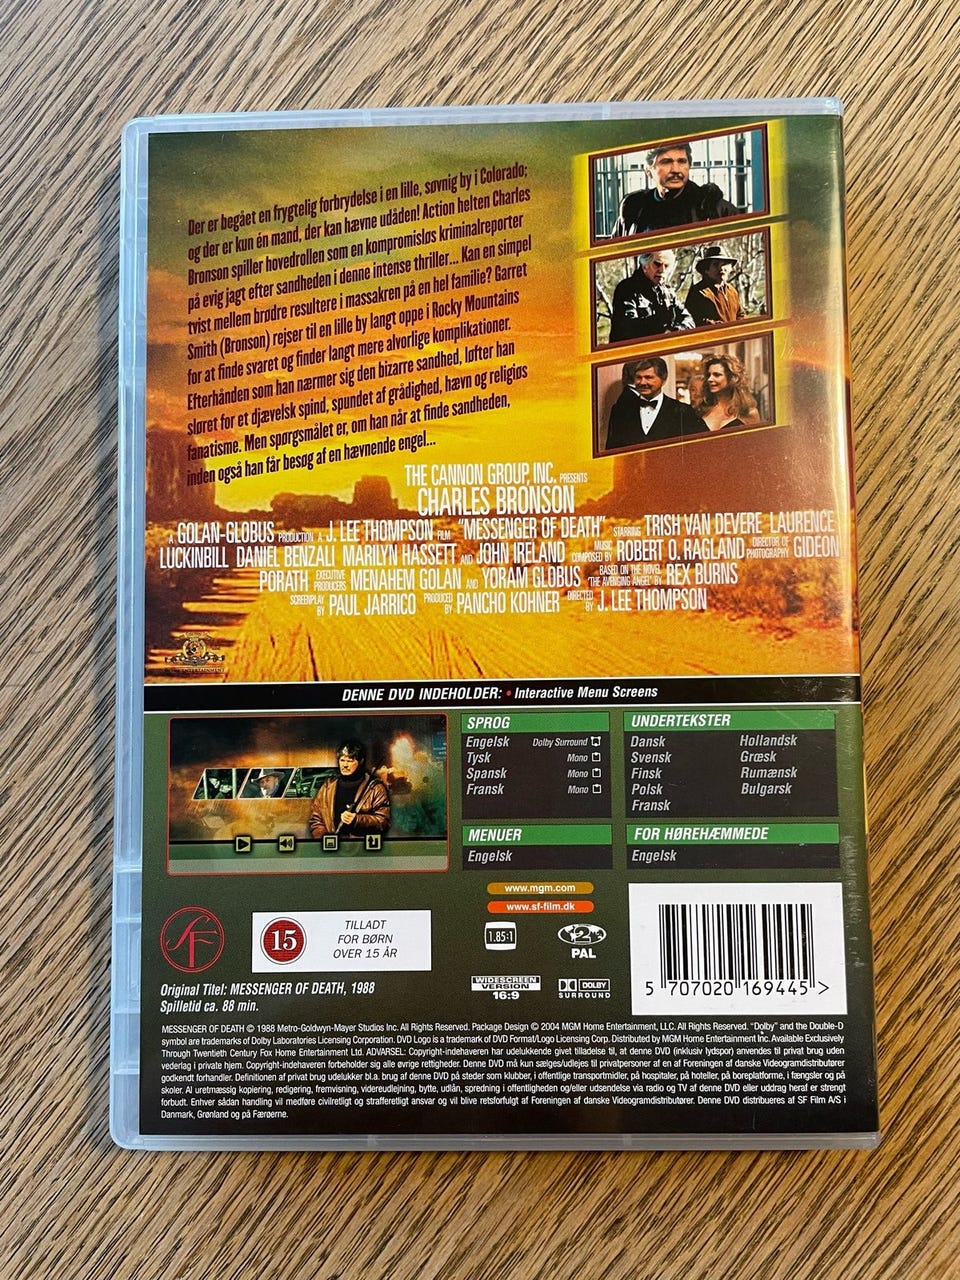 Der er begået en frygtelig forbrydelse i en lille, søvnig by i Colorado;
og der er kun én mand, der kan hævne udåden! Action helten Charles
Bronson spiller hovedrollen som en kompromisløs kriminalreporter
på evig jagt efter sandheden i denne intense thriller... Kan en simpel
tvist mellem brødre resultere i massakren på en hel familie? Garret
Smith (Bronson) rejser til en lille by langt oppe i Rocky Mountains
for at finde svaret og finder langt mere alvorlige komplikationer.
Efterhånden som han nærmer sig den bizarre sandhed, løfter han
sløret for et djævelsk spind, spundet af grådighed, hævn og religiøs
fanatisme. Men spørgsmålet er, om han når at finde sandheden,
inden også han får besøg af en hævnende engel...
THE CANNON GROUP, INC. PRESENTS
CHARLES BRONSON
A GOLAN-GLOBUS PRODUCTION A J. LEE THOMPSON FILM "MESSENGER OF DEATH" STARRING TRISH VAN DEVERE LAURENCE
LUCKINBILL DANIEL BENZALI MARILYN HASSETT AND JOHN IRELAND MUSIC COMPOSED BY ROBERT O. RAGLAND DIRECTOR OF PHOTOGRAPHY GIDEON
PORATH EXECUTIVE PRODUCERS MENAHEM GOLAN AND YORAM GLOBUS BASED ON THE NOVEL 'THE AVENGING ANGEL' BY REX BURNS
SCREENPLAY BY PAUL JARRICO PRODUCED BY PANCHO KOHNER DIRECTED BY J. LEE THOMPSON
DENNE DVD INDEHOLDER: • Interactive Menu Screens
SPROG
Engelsk Dolby Surround
Tysk Mono
Spansk Mono
Fransk Mono
UNDERTEKSTER
Dansk Hollandsk
Svensk Græsk
Finsk Rumænsk
Polsk Bulgarsk
Fransk
MENUER
Engelsk
FOR HØREHÆMMEDE
Engelsk
www.mgm.com
www.sf-film.dk
SF
15
TILLADT
FOR BØRN
OVER 15 ÅR
1.85:1
2
PAL
WIDESCREEN
VERSION
16:9
DOLBY
SURROUND
5 707020 169445 >
Original Titel: MESSENGER OF DEATH, 1988
Spilletid ca. 88 min.
MESSENGER OF DEATH © 1988 Metro-Goldwyn-Mayer Studios Inc. All Rights Reserved. Package Design © 2004 MGM Home Entertainment, LLC. All Rights Reserved. "Dolby" and the Double-D
symbol are trademarks of Dolby Laboratories Licensing Corporation. DVD Logo is a trademark of DVD Format/Logo Licensing Corp. Distributed by MGM Home Entertainment Inc. Available Exclusively
Through Twentieth Century Fox Home Entertainment Ltd. ADVARSEL: Copyright-indehaveren har udelukkende givet tilladelse til, at denne DVD (inklusiv lydspor) anvendes til privat brug uden
vederlag i private hjem. Copyright-indehaveren forbeholder sig alle øvrige rettigheder. Denne DVD må kun sælges/udlejes til privatpersoner af en af Foreningen af danske Videogramdistributører
godkendt forhandler. Definitionen af privat brug udelukker bl.a. brug af denne DVD på steder som klubber, i offentlige transportmidler, på hospitaler, på hoteller, på boreplatforme, i fængsler og på
skoler. Al uretmæssig kopiering, redigering, fremvisning, videreudlejning, bytte, udlån, spredning i offentligheden og/eller udsendelse via radio og TV af denne DVD eller uddrag heraf er strengt
forbudt. Enhver sådan handling vil medføre civilretligt og strafferetligt ansvar og vil blive retsforfulgt af Foreningen af danske Videogramdistributører. Denne DVD distribueres af SF Film A/S i
Danmark, Grønland og på Færøerne.